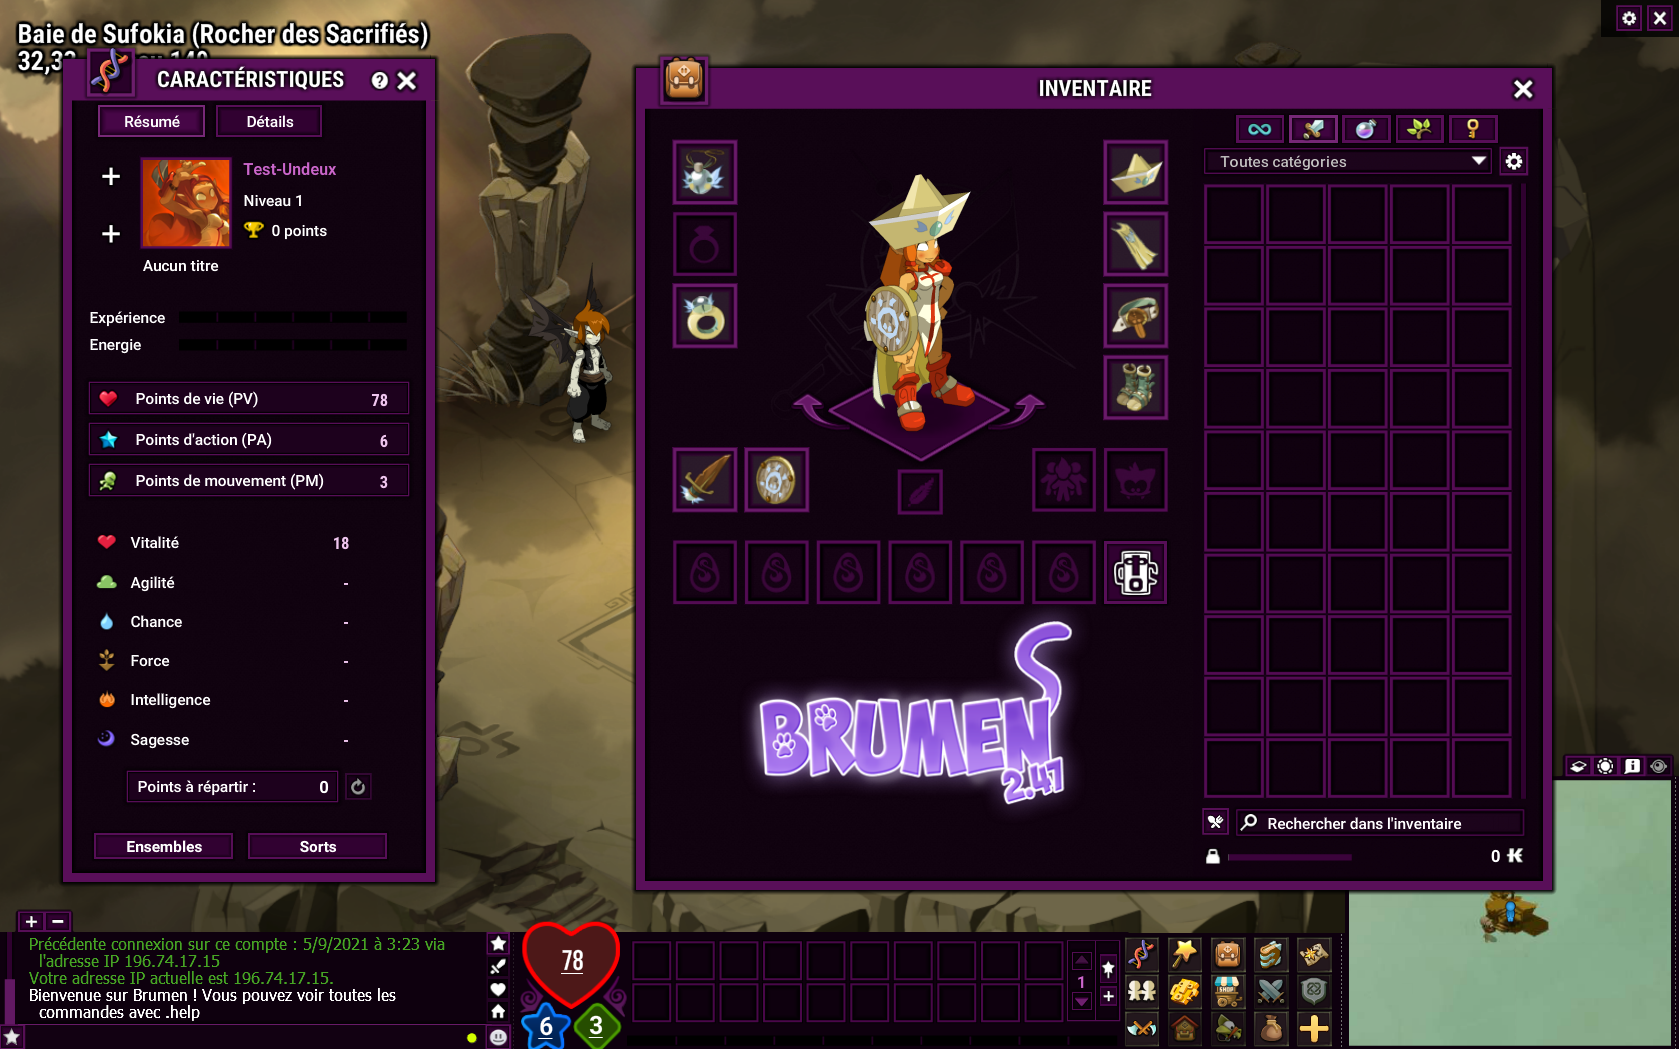 Baie de Sufokia (Rocher des Sacrifiés)
CARACTÉRISTIQUES
Résumé
Détails
Test-Undeux
Niveau 1
0 points
Aucun titre
Expérience
Energie
Points de vie (PV) 78
Points d'action (PA) 6
Points de mouvement (PM) 3
Vitalité 18
Agilité -
Chance -
Force -
Intelligence -
Sagesse -
Points à répartir : 0
Ensembles
Sorts
INVENTAIRE
Toutes catégories
BRUMEN
2.47
Rechercher dans l'inventaire
0
Précédente connexion sur ce compte : 5/9/2021 à 3:23 via
l'adresse IP 196.74.17.15
Votre adresse IP actuelle est 196.74.17.15.
Bienvenue sur Brumen ! Vous pouvez voir toutes les
commandes avec .help
78
6
3
1
SHOP